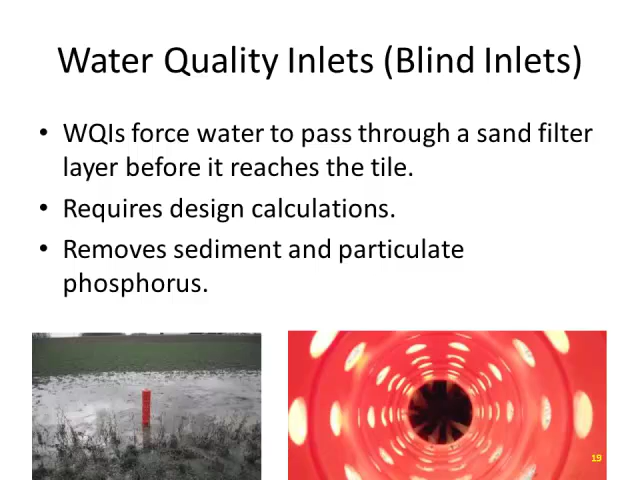 Water Quality Inlets (Blind Inlets)
• WQIs force water to pass through a sand filter
layer before it reaches the tile.
• Requires design calculations.
• Removes sediment and particulate
phosphorus.
19